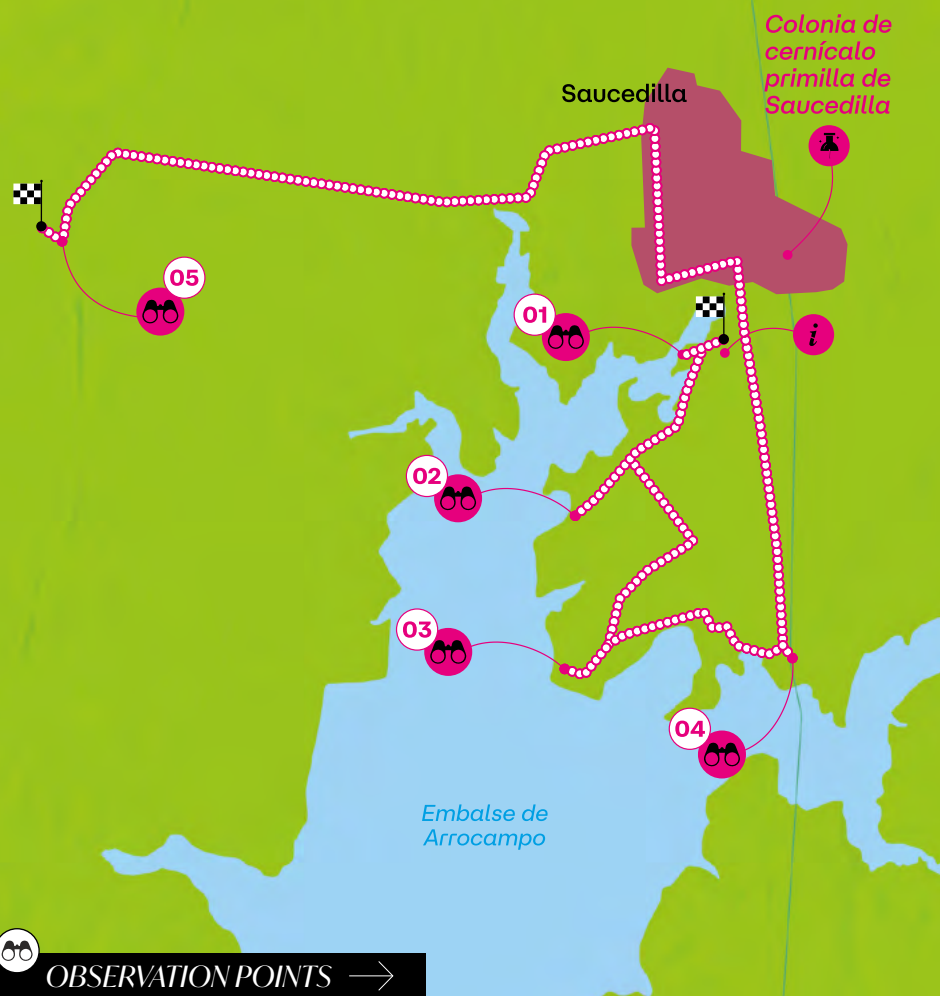 Colonia de
cernícalo
primilla de
Saucedilla
Saucedilla
05
01
i
02
03
04
Embalse de
Arrocampo
OBSERVATION POINTS